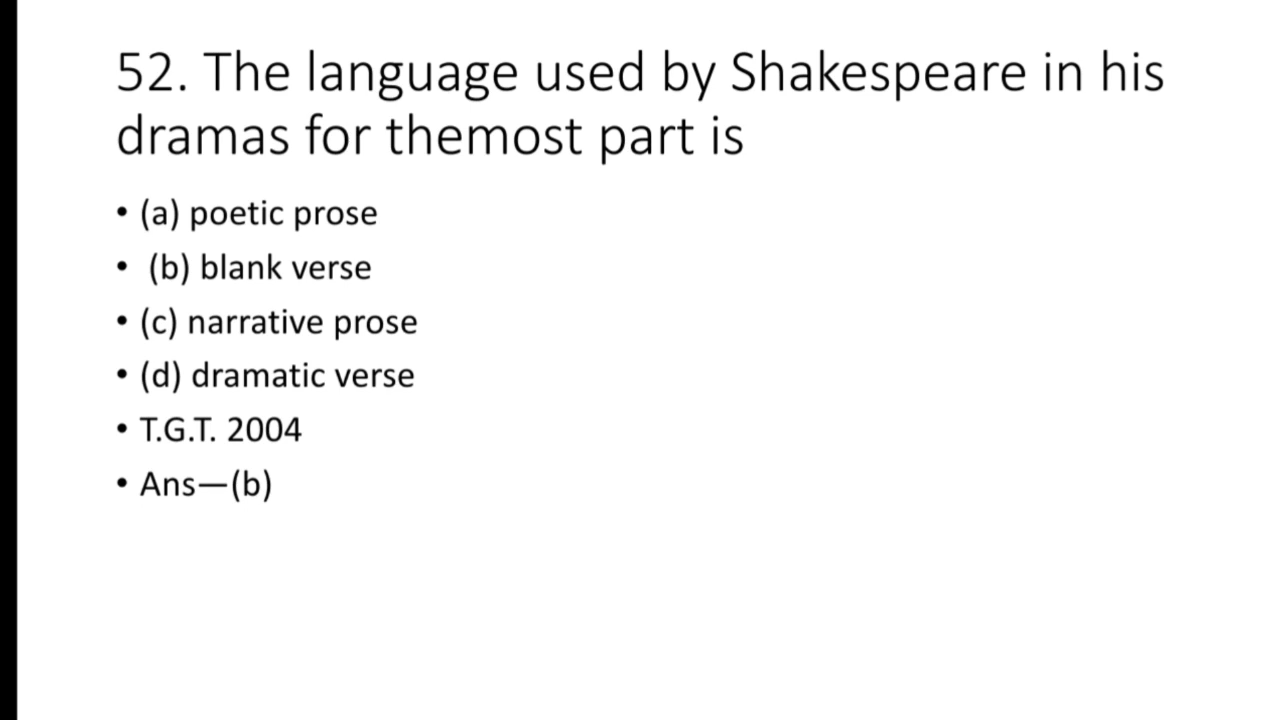 52. The language used by Shakespeare in his
dramas for themost part is
• (a) poetic prose
• (b) blank verse
• (c) narrative prose
• (d) dramatic verse
• T.G.T. 2004
• Ans—(b)